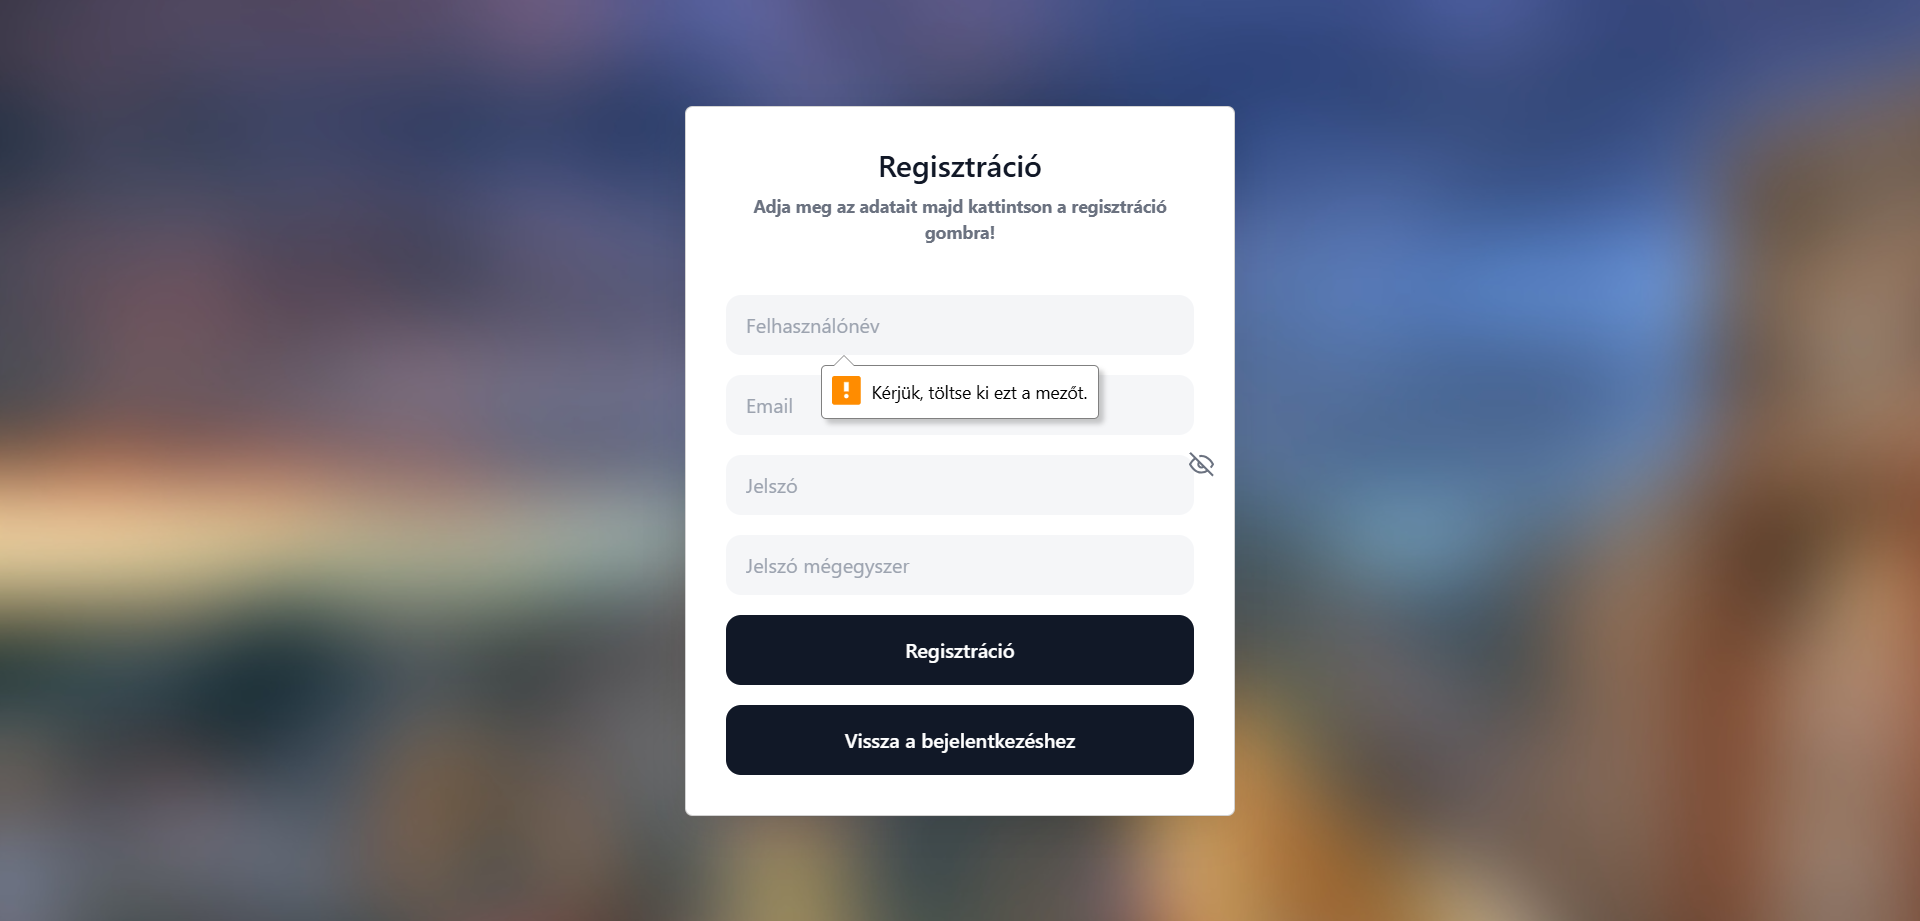 Regisztráció
Adja meg az adatait majd kattintson a regisztráció
gombra!
Felhasználónév
Kérjük, töltse ki ezt a mezőt.
Email
Jelszó
Jelszó mégegyszer
Regisztráció
Vissza a bejelentkezéshez